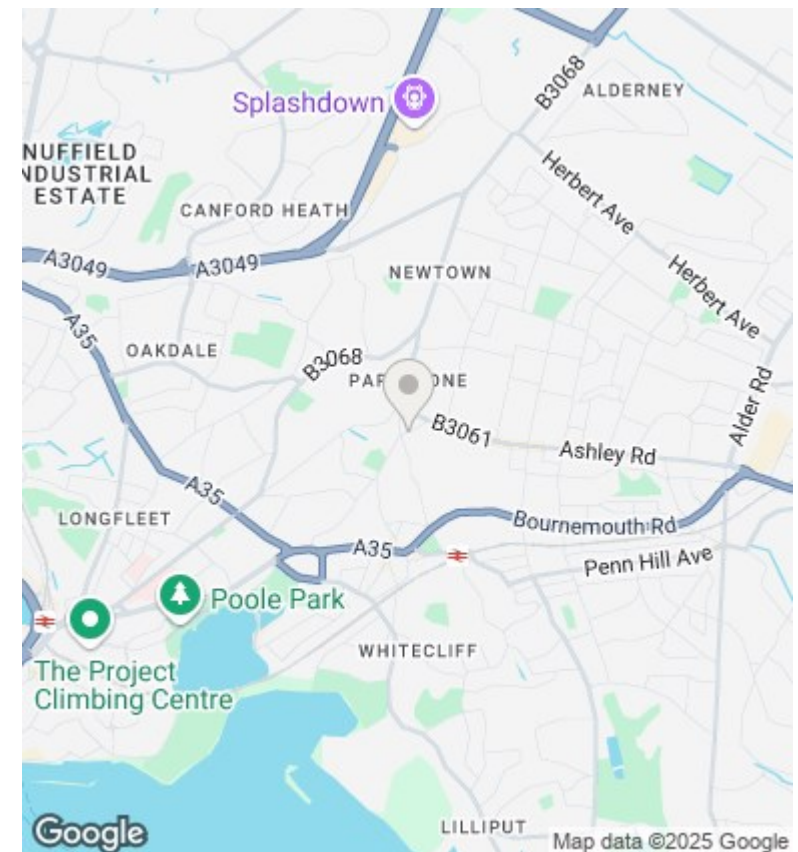 Splashdown
B3068
ALDERNEY
NUFFIELD
INDUSTRIAL
ESTATE
Herbert Ave
CANFORD HEATH
A3049
A3049
NEWTOWN
Herbert Ave
A35
OAKDALE
B3068
Alder Rd
B3061
Ashley Rd
A35
LONGFLEET
A35
Bournemouth Rd
Penn Hill Ave
Poole Park
WHITECLIFF
The Project
Climbing Centre
LILLIPUT
Google
Map data ©2025 Google